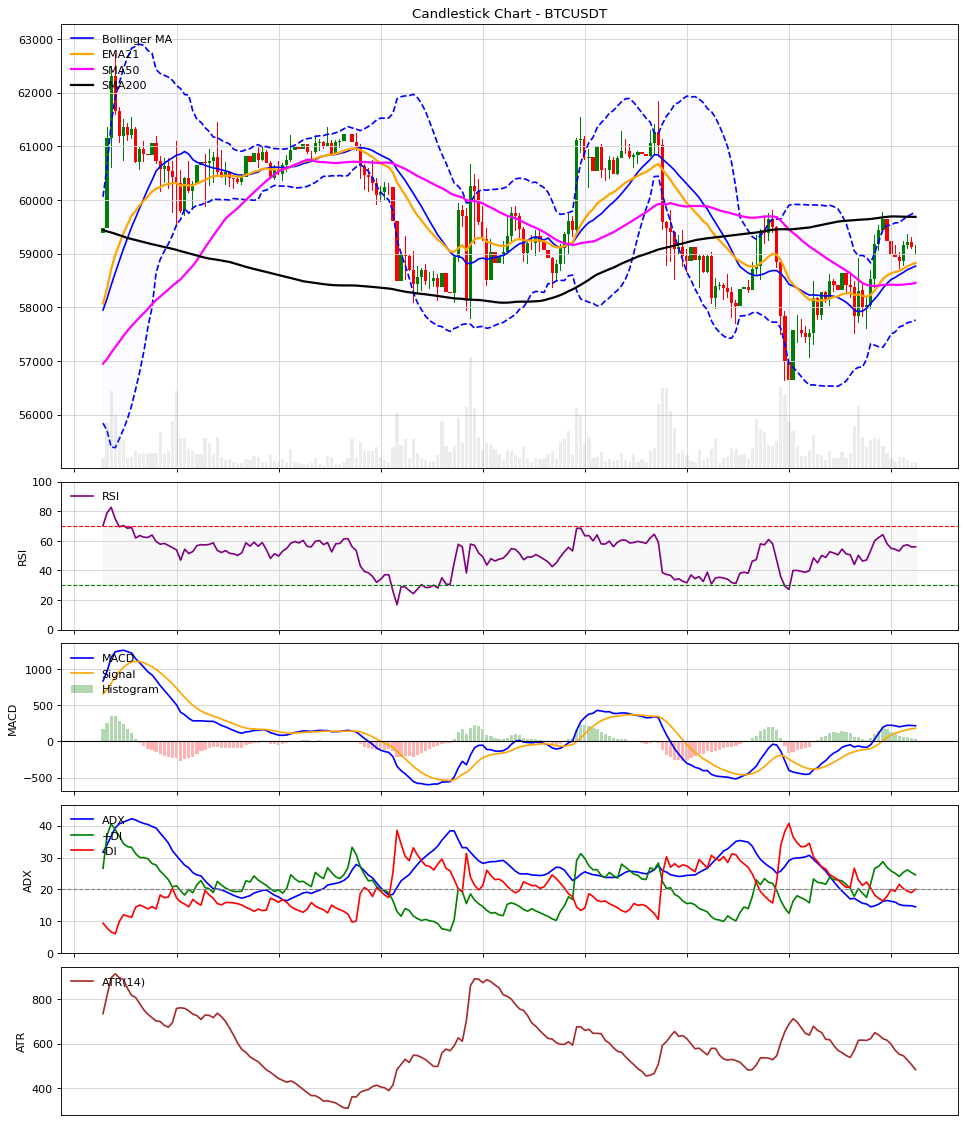 Candlestick Chart - BTCUSDT
63000
62000
61000
60000
59000
58000
57000
56000
Bollinger MA
EMA21
SMA50
SMA200
RSI
100
80
60
40
20
0
RSI
MACD
1000
500
0
−500
MACD
Signal
Histogram
ADX
40
30
20
10
0
ADX
+DI
-DI
ATR
800
600
400
ATR(14)